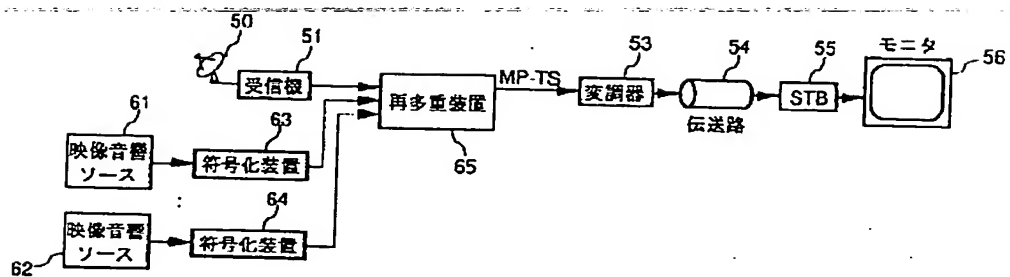 50
51
受信機
61
映像音響
ソース
63
符号化装置
再多重装置
65
MP-TS
53
変調器
54
伝送路
55
STB
モニタ
56
62
映像音響
ソース
64
符号化装置